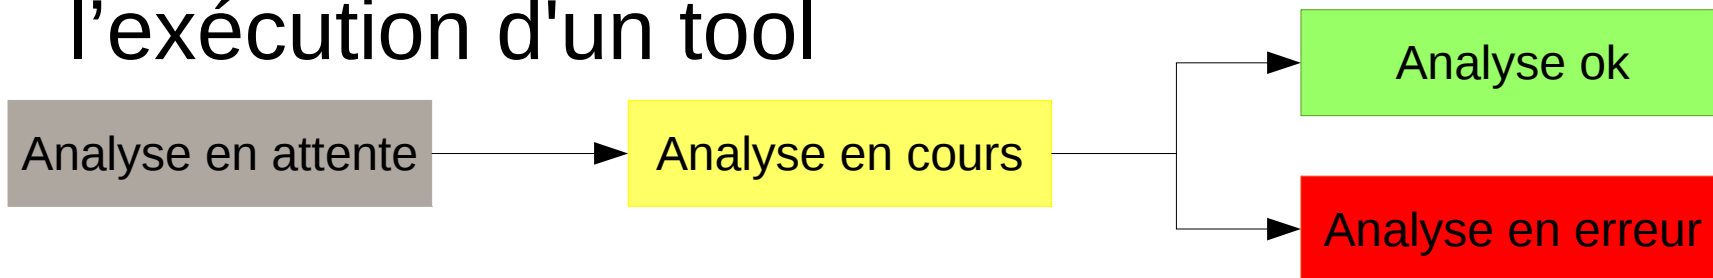 l’exécution d'un tool
Analyse en attente
Analyse en cours
Analyse ok
Analyse en erreur